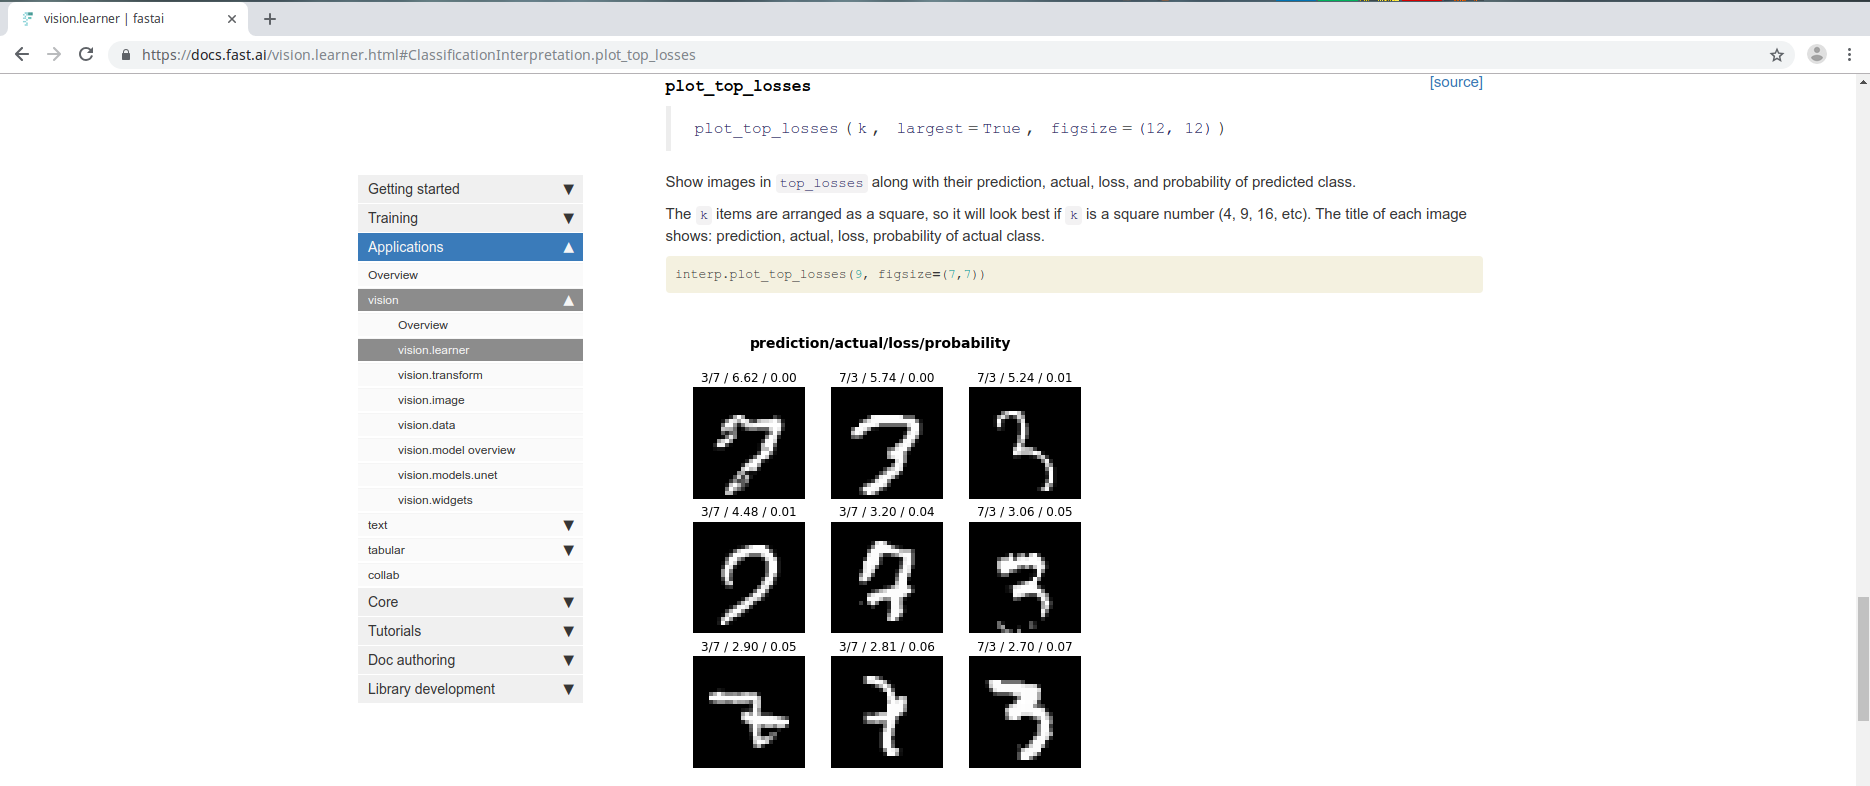 vision.learner | fastai
https://docs.fast.ai/vision.learner.html#ClassificationInterpretation.plot_top_losses
Getting started
Training
Applications
Overview
vision
Overview
vision.learner
vision.transform
vision.image
vision.data
vision.model overview
vision.models.unet
vision.widgets
text
tabular
collab
Core
Tutorials
Doc authoring
Library development
plot_top_losses
[source]
plot_top_losses ( k , largest = True , figsize = (12, 12) )
Show images in top_losses along with their prediction, actual, loss, and probability of predicted class.
The k items are arranged as a square, so it will look best if k is a square number (4, 9, 16, etc). The title of each image
shows: prediction, actual, loss, probability of actual class.
interp.plot_top_losses(9, figsize=(7,7))
prediction/actual/loss/probability
3/7 / 6.62 / 0.00
7/3 / 5.74 / 0.00
7/3 / 5.24 / 0.01
3/7 / 4.48 / 0.01
3/7 / 3.20 / 0.04
7/3 / 3.06 / 0.05
3/7 / 2.90 / 0.05
3/7 / 2.81 / 0.06
7/3 / 2.70 / 0.07